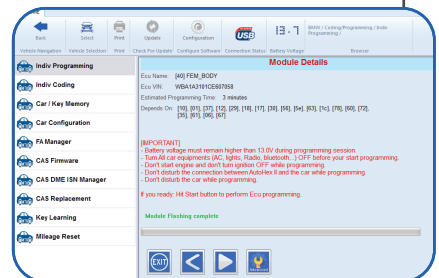 Back
Select
Print
Update
Configuration
USB
13.7
BMW / Coding/Programming / Indiv Programming /
Vehicle Navigation
Vehicle Selection
Print
Check For Update
Configure Software
Connection Status
Battery Voltage
Browser
Indiv Programming
Indiv Coding
Car / Key Memory
Car Configuration
FA Manager
CAS Firmware
CAS DME ISN Manager
CAS Replacement
Key Learning
Mileage Reset
Module Details
Ecu Name: [40] FEM_BODY
Ecu VIN: WBA1A3101CE607058
Estimated Programming Time: 3 minutes
Depends On: [10], [01], [37], [12], [29], [18], [17], [30], [56], [5e], [63], [1c], [78], [60], [72],
[35], [61], [06], [67]
[IMPORTANT]
- Battery voltage must remain higher than 13.0V during programming session.
- Turn All car equipments (AC, lights, Radio, bluetooth...) OFF before your start programming.
- Don't start engine and don't turn ignition OFF while programming.
- Don't disturb the connection between AutoHex II and the car while programming.
- Don't disturb the car while programming.
If you ready: Hit Start button to perform Ecu programming.
Module Flashing complete
EXIT